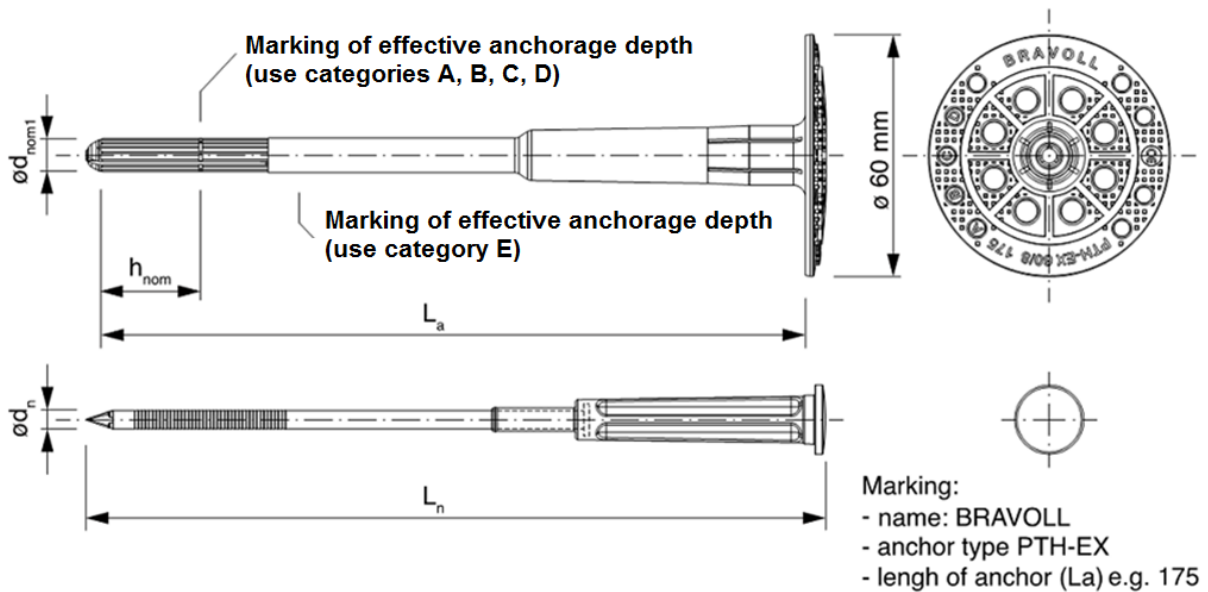 Marking of effective anchorage depth
(use categories A, B, C, D)
ødnom1
Marking of effective anchorage depth
(use category E)
hnom
La
ø 60 mm
BRAVOLL
PTH-EX 60/8 175
ødn
Ln
Marking:
- name: BRAVOLL
- anchor type PTH-EX
- lengh of anchor (La) e.g. 175